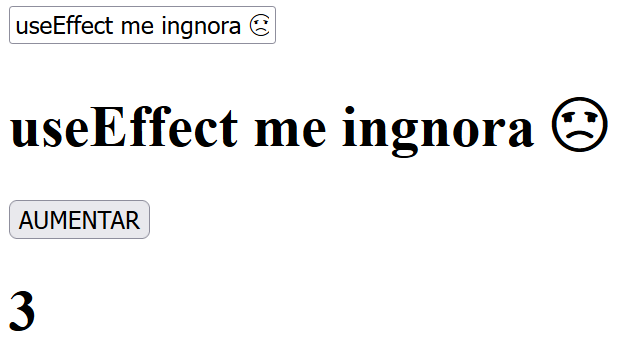 useEffect me ingnora 😞
useEffect me ingnora 😞
AUMENTAR
3